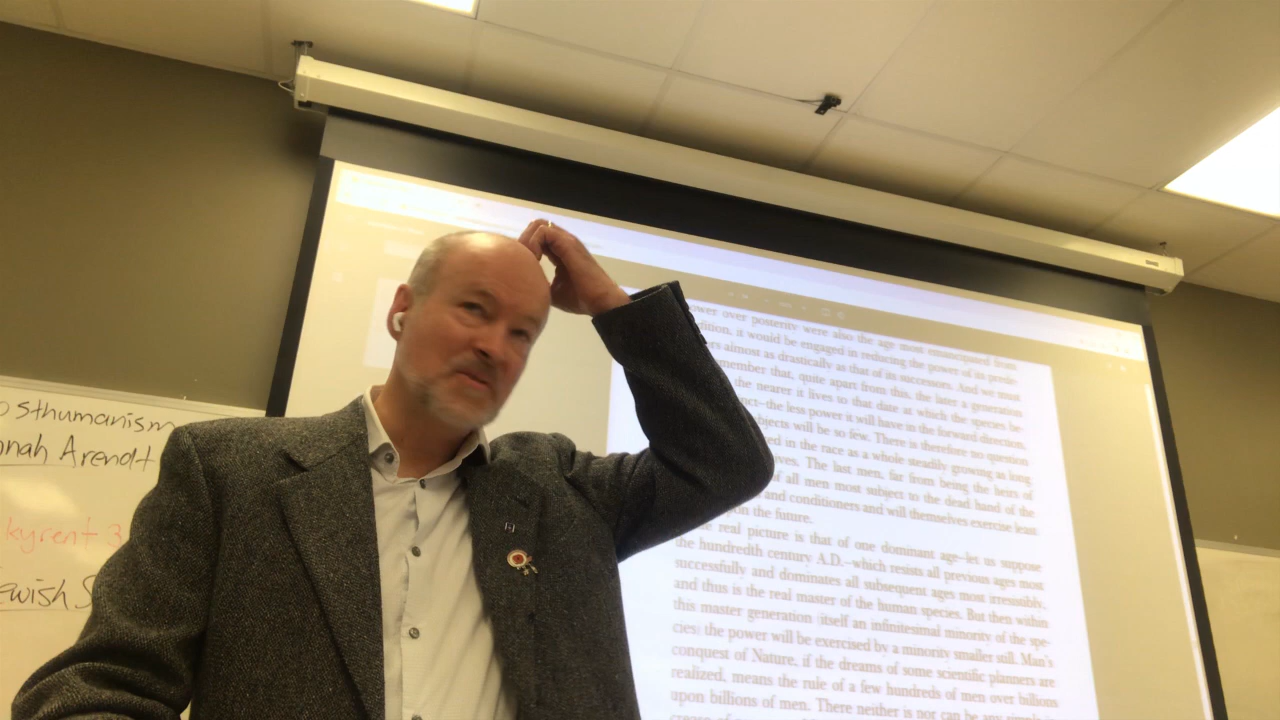 osthumanism
nnah Arendt
kyrent 3
ewish S
ower over posterity were also the age most emancipated from
dition, it would be engaged in reducing the power of its prede-
rs almost as drastically as that of its successors. And we must
member that, quite apart from this, the later a generation
the nearer it lives to that date at which the species be-
nct—the less power it will have in the forward direction,
bjects will be so few. There is therefore no question
ed in the race as a whole steadily growing as long
ves. The last men, far from being the heirs of
of all men most subject to the dead hand of the
and conditioners and will themselves exercise least
on the future.
e real picture is that of one dominant age—let us suppose
the hundredth century A.D.—which resists all previous ages most
successfully and dominates all subsequent ages most irresistibly,
and thus is the real master of the human species. But then within
this master generation (itself an infinitesimal minority of the spe-
cies) the power will be exercised by a minority smaller still. Man's
conquest of Nature, if the dreams of some scientific planners are
realized, means the rule of a few hundreds of men over billions
upon billions of men. There neither is nor can be any simple